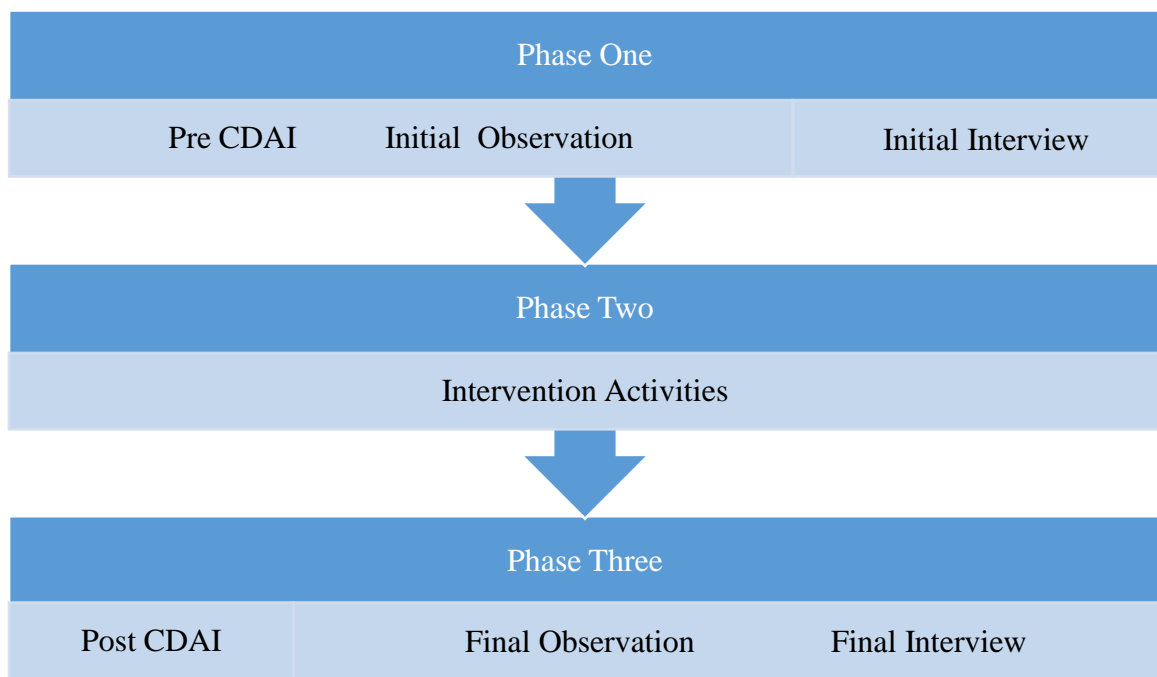 Phase One
Pre CDAI Initial Observation Initial Interview
Phase Two
Intervention Activities
Phase Three
Post CDAI Final Observation Final Interview